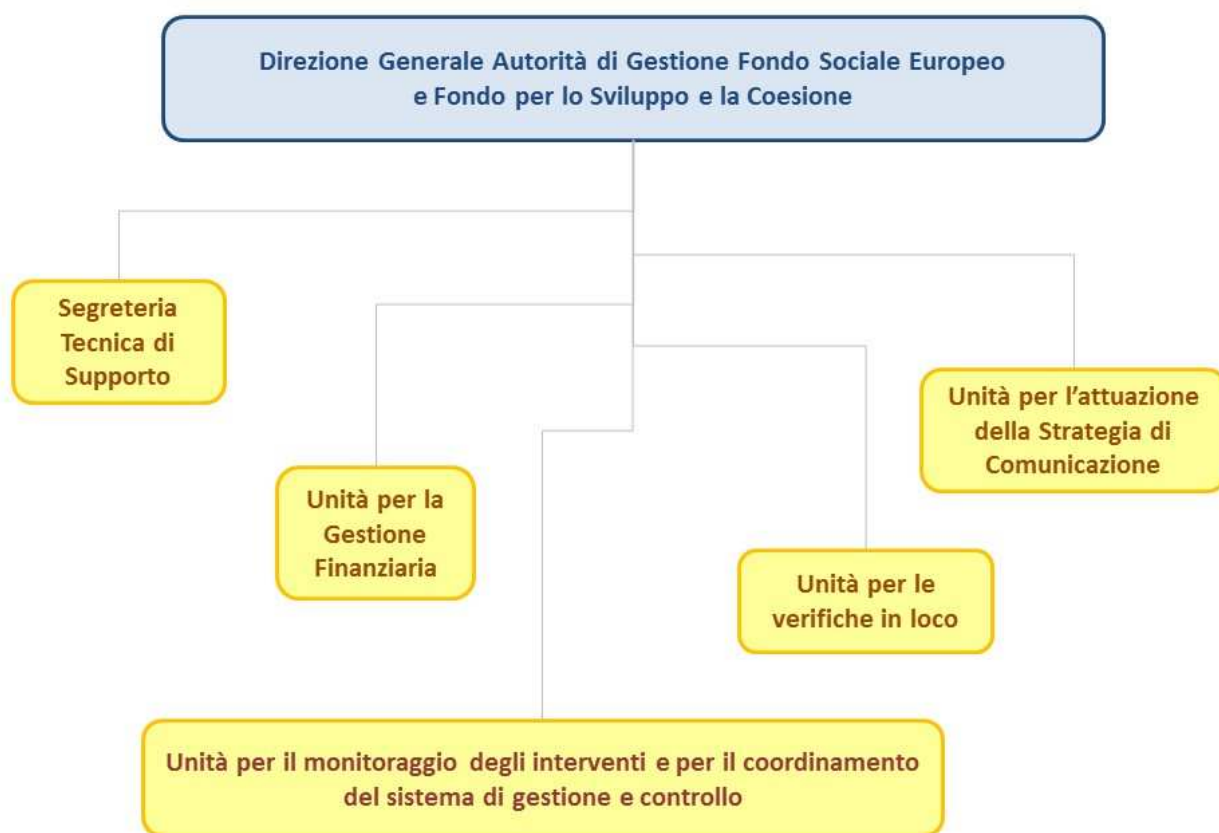 Direzione Generale Autorità di Gestione Fondo Sociale Europeo
e Fondo per lo Sviluppo e la Coesione
Segreteria
Tecnica di
Supporto
Unità per l’attuazione
della Strategia di
Comunicazione
Unità per la
Gestione
Finanziaria
Unità per le
verifiche in loco
Unità per il monitoraggio degli interventi e per il coordinamento
del sistema di gestione e controllo